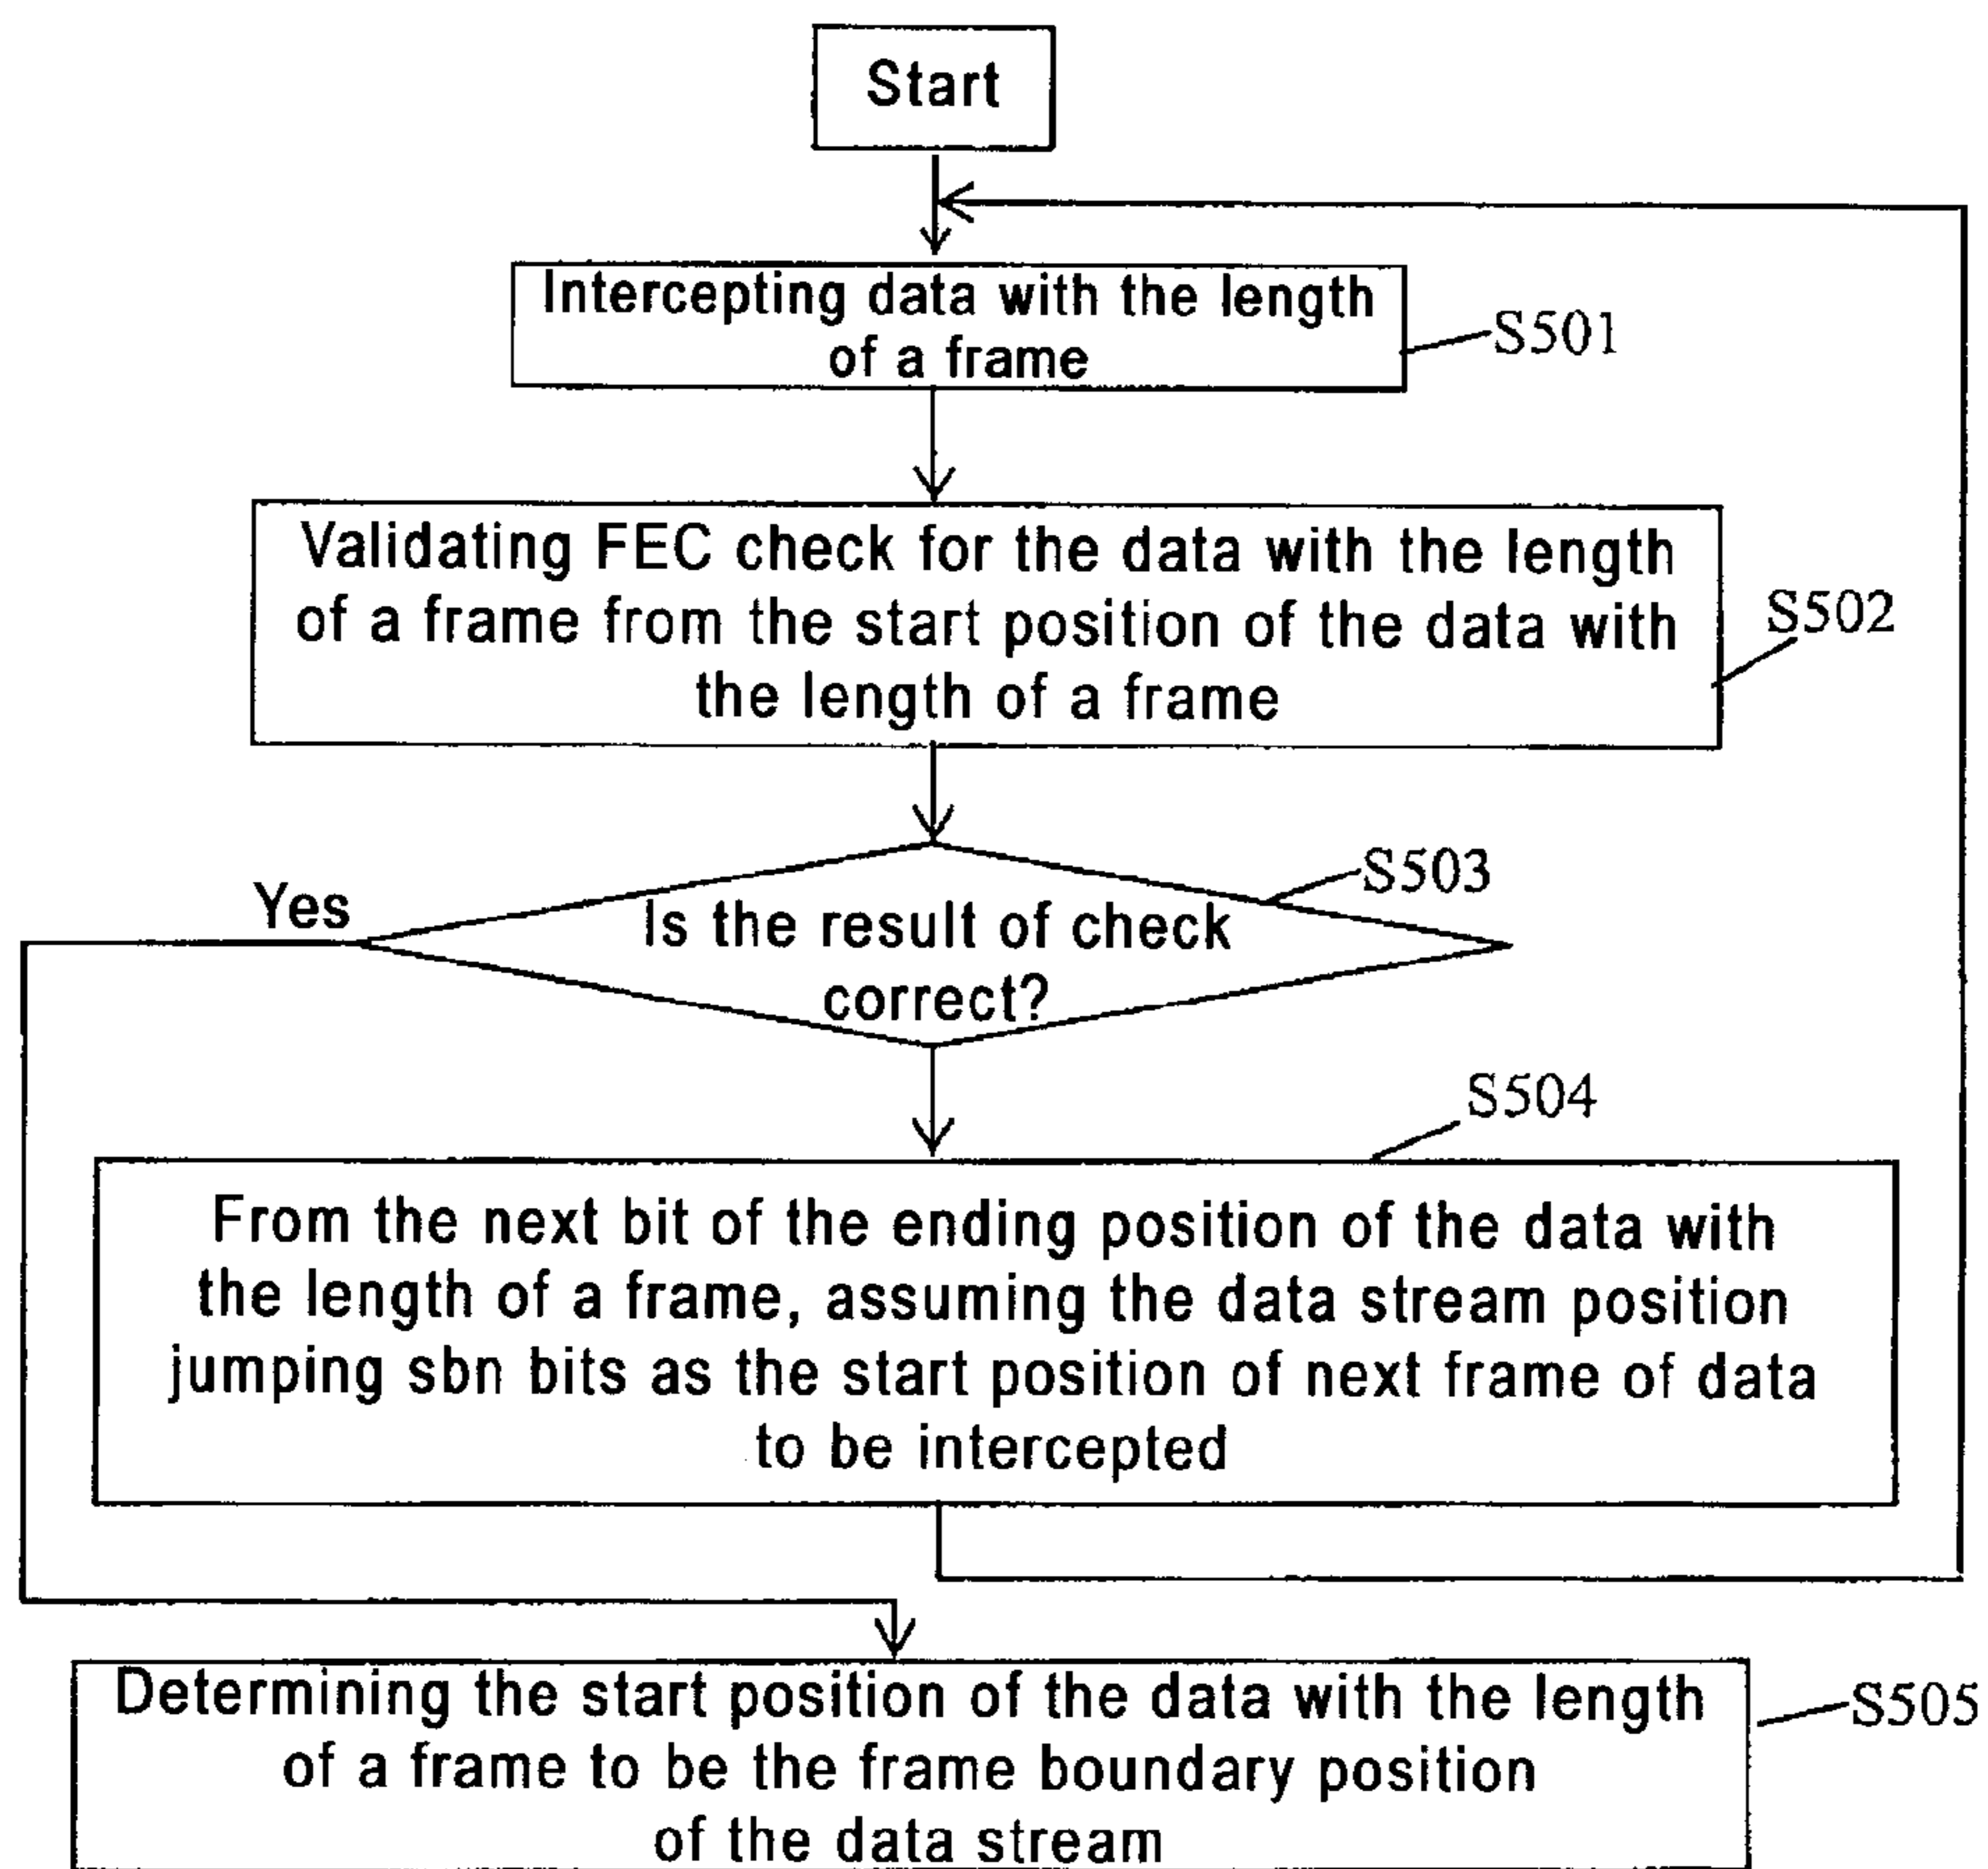 Start
Intercepting data with the length
of a frame
S501
Validating FEC check for the data with the length
of a frame from the start position of the data with
the length of a frame
S502
S503
Yes
Is the result of check
correct?
S504
From the next bit of the ending position of the data with
the length of a frame, assuming the data stream position
jumping sbn bits as the start position of next frame of data
to be intercepted
Determining the start position of the data with the length
of a frame to be the frame boundary position
of the data stream
S505